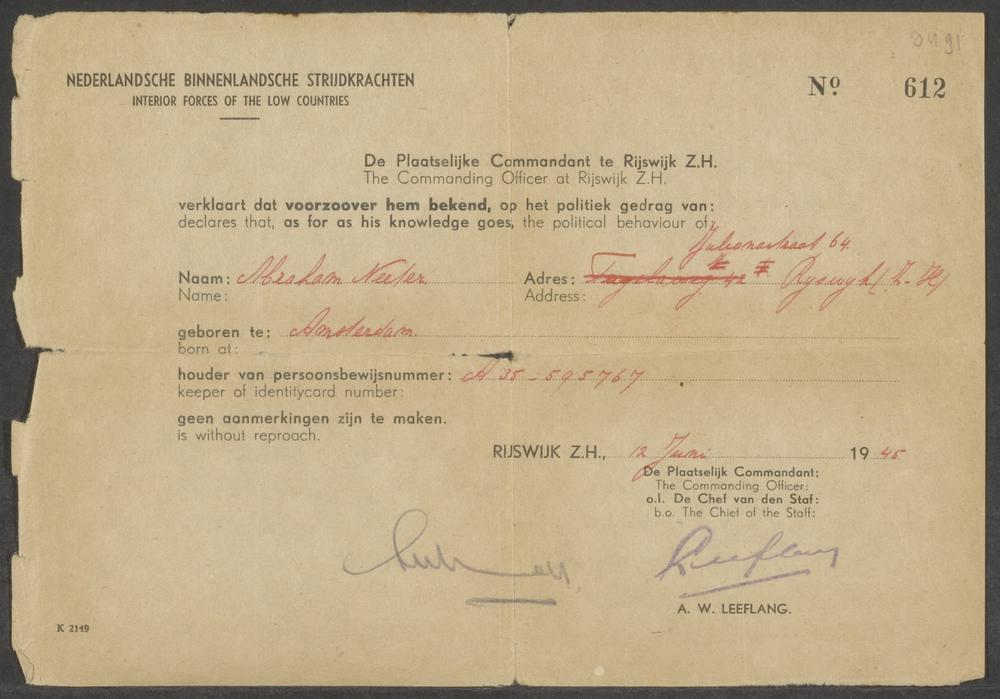 NEDERLANDSCHE BINNENLANDSCHE STRIJDKRACHTEN
INTERIOR FORCES OF THE LOW COUNTRIES
Nº 612
De Plaatselijke Commandant te Rijswijk Z.H.
The Commanding Officer at Rijswijk Z.H.
verklaart dat voorzoover hem bekend, op het politiek gedrag van:
declares that, as for as his knowledge goes, the political behaviour of:
Julianastraat 64
Naam: Abraham Adres: Ryswyk (Z-H)
Name: Address:
geboren te: Amsterdam.
born at:
houder van persoonsbewijsnummer: A 35-595767
keeper of identitycard number:
geen aanmerkingen zijn te maken.
is without reproach.
RIJSWIJK Z.H., 12 Juni 1945
De Plaatselijk Commandant:
The Commanding Officer:
o.l. De Chef van den Staf:
b.o. The Chief of the Staff:
Leeflang
A. W. LEEFLANG.
K 2149